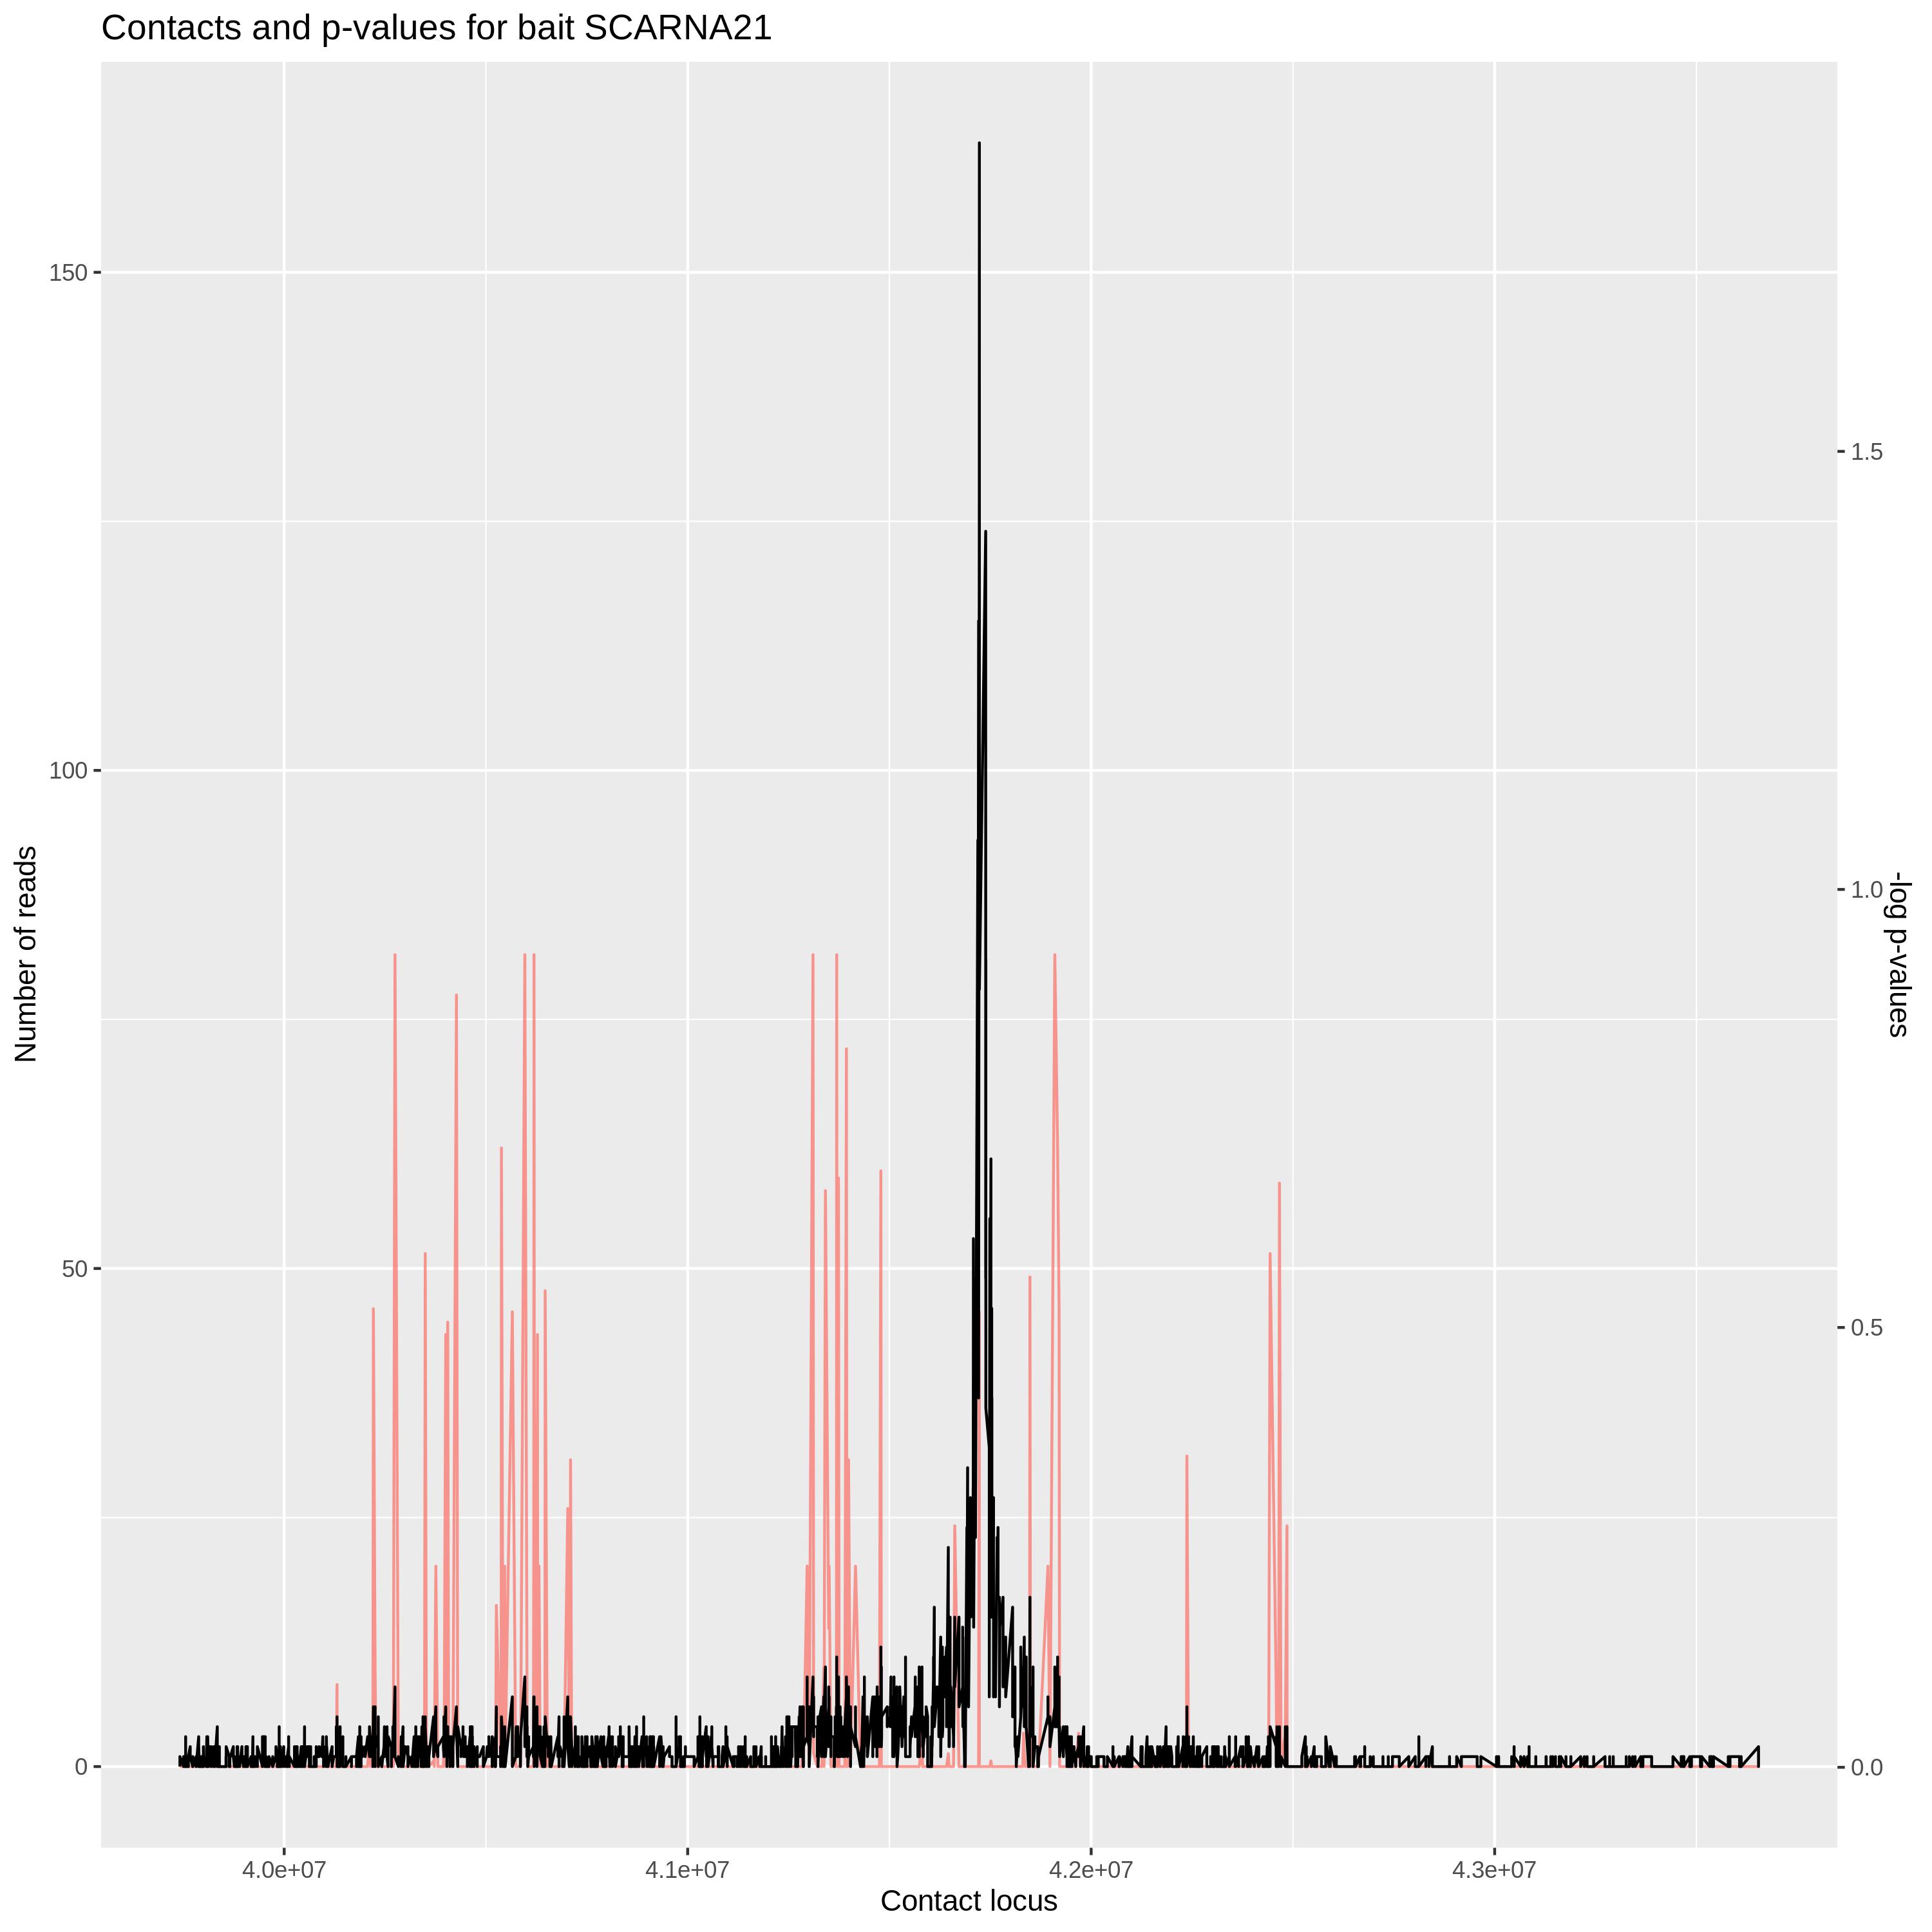 Contacts and p-values for bait SCARNA21
150
100
50
0
Number of reads
1.5
1.0
0.5
0.0
-log p-values
4.0e+07 4.1e+07 4.2e+07 4.3e+07
Contact locus